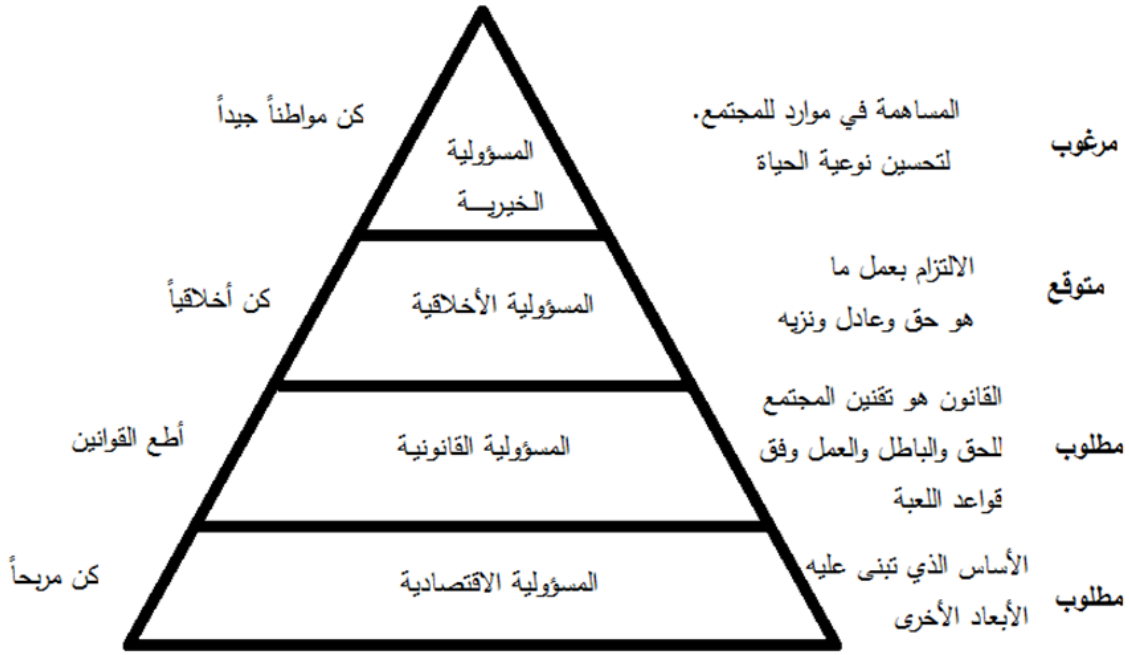 مرغوب
المساهمة في موارد للمجتمع.
لتحسين نوعية الحياة
المسؤولية
الخيريـــة
كن مواطناً جيداً
متوقع
الالتزام بعمل ما
هو حق وعادل ونزيه
المسؤولية الأخلاقية
كن أخلاقياً
مطلوب
القانون هو تقنين المجتمع
للحق والباطل والعمل وفق
قواعد اللعبة
المسؤولية القانونية
أطع القوانين
مطلوب
الأساس الذي تبنى عليه
الأبعاد الأخرى
المسؤولية الاقتصادية
كن مربحاً